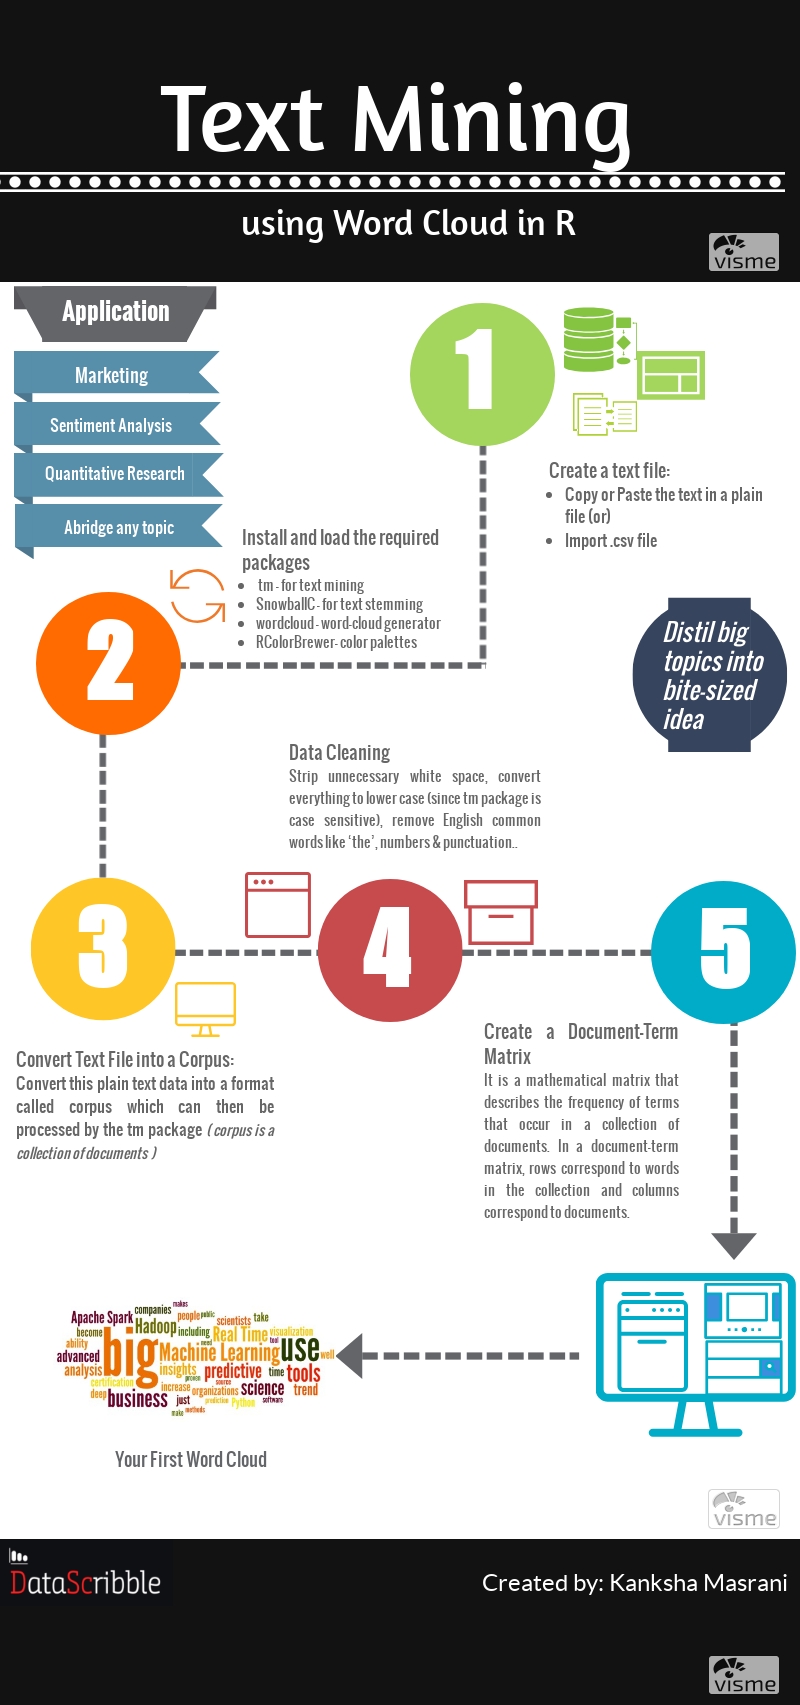 Text Mining
using Word Cloud in R
visme
Application
Marketing
Sentiment Analysis
Quantitative Research
Abridge any topic
1
Create a text file:
• Copy or Paste the text in a plain
file (or)
• Import .csv file
Install and load the required
packages
• tm - for text mining
• SnowballC - for text stemming
• wordcloud - word-cloud generator
• RColorBrewer - color palettes
2
Distil big
topics into
bite-sized
idea
Data Cleaning
Strip unnecessary white space, convert
everything to lower case (since tm package is
case sensitive), remove English common
words like ‘the’, numbers & punctuation..
3
4
5
Convert Text File into a Corpus:
Convert this plain text data into a format
called corpus which can then be
processed by the tm package ( corpus is a
collection of documents )
Create a Document-Term
Matrix
It is a mathematical matrix that
describes the frequency of terms
that occur in a collection of
documents. In a document-term
matrix, rows correspond to words
in the collection and columns
correspond to documents.
makes
companies
Apache Spark
people
public
scientists
take
become
Hadoop
including
Real Time
visualization
ability
need
tool
big
Machine Learning
use
well
advanced
analysis
insights
proven
predictive
time
tools
certification
source
deep
increase
organizations
science
trend
business
just
prediction
Python
software
make
methods
Your First Word Cloud
visme
DataScribble
Created by: Kanksha Masrani
visme